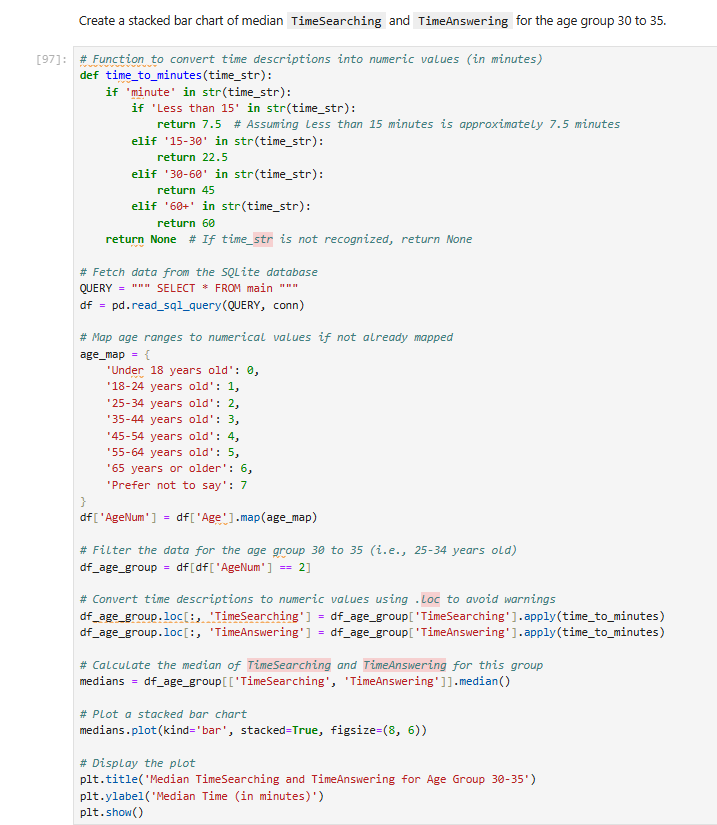 Create a stacked bar chart of median TimeSearching and TimeAnswering for the age group 30 to 35.
[97]:
# Function to convert time descriptions into numeric values (in minutes)
def time_to_minutes(time_str):
    if 'minute' in str(time_str):
        if 'Less than 15' in str(time_str):
            return 7.5  # Assuming less than 15 minutes is approximately 7.5 minutes
        elif '15-30' in str(time_str):
            return 22.5
        elif '30-60' in str(time_str):
            return 45
        elif '60+' in str(time_str):
            return 60
    return None  # If time_str is not recognized, return None

# Fetch data from the SQLite database
QUERY = """ SELECT * FROM main """
df = pd.read_sql_query(QUERY, conn)

# Map age ranges to numerical values if not already mapped
age_map = {
    'Under 18 years old': 0,
    '18-24 years old': 1,
    '25-34 years old': 2,
    '35-44 years old': 3,
    '45-54 years old': 4,
    '55-64 years old': 5,
    '65 years or older': 6,
    'Prefer not to say': 7
}
df['AgeNum'] = df['Age'].map(age_map)

# Filter the data for the age group 30 to 35 (i.e., 25-34 years old)
df_age_group = df[df['AgeNum'] == 2]

# Convert time descriptions to numeric values using .loc to avoid warnings
df_age_group.loc[:, 'TimeSearching'] = df_age_group['TimeSearching'].apply(time_to_minutes)
df_age_group.loc[:, 'TimeAnswering'] = df_age_group['TimeAnswering'].apply(time_to_minutes)

# Calculate the median of TimeSearching and TimeAnswering for this group
medians = df_age_group[['TimeSearching', 'TimeAnswering']].median()

# Plot a stacked bar chart
medians.plot(kind='bar', stacked=True, figsize=(8, 6))

# Display the plot
plt.title('Median TimeSearching and TimeAnswering for Age Group 30-35')
plt.ylabel('Median Time (in minutes)')
plt.show()